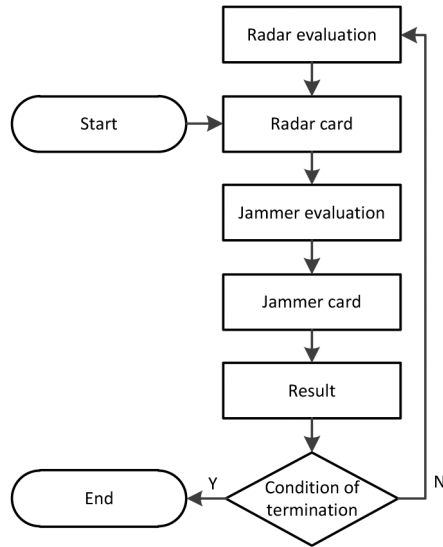 Radar evaluation
Start
Radar card
Jammer evaluation
Jammer card
Result
Y
Condition of
termination
N
End